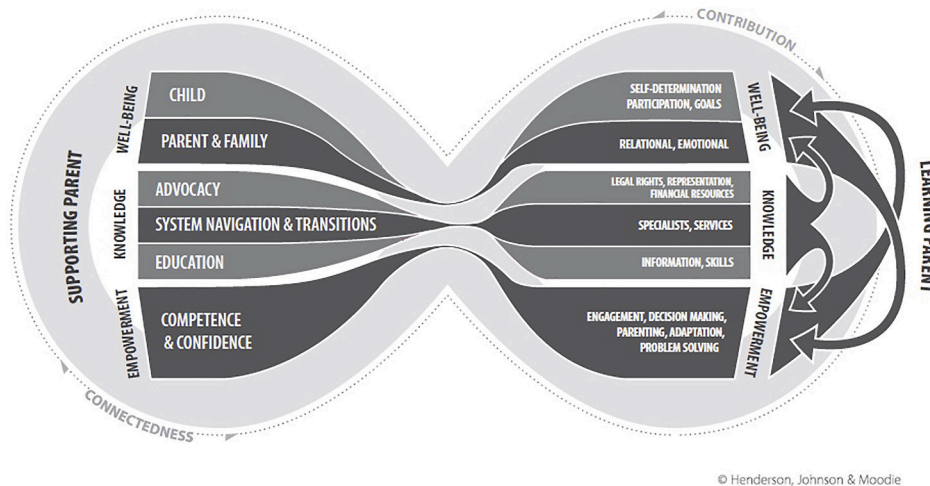 CONTRIBUTION
SUPPORTING PARENT
WELL-BEING
CHILD
PARENT & FAMILY
KNOWLEDGE
ADVOCACY
SYSTEM NAVIGATION & TRANSITIONS
EDUCATION
EMPOWERMENT
COMPETENCE
& CONFIDENCE
SELF-DETERMINATION
PARTICIPATION, GOALS
RELATIONAL, EMOTIONAL
WELL-BEING
LEGAL RIGHTS, REPRESENTATION,
FINANCIAL RESOURCES
SPECIALISTS, SERVICES
INFORMATION, SKILLS
KNOWLEDGE
ENGAGEMENT, DECISION MAKING,
PARENTING, ADAPTATION,
PROBLEM SOLVING
EMPOWERMENT
LEARNING PARENT
CONNECTEDNESS
© Henderson, Johnson & Moodie